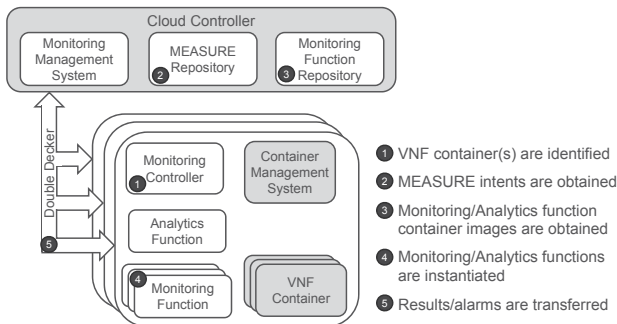 Cloud Controller
Monitoring
Management
System
MEASURE
Repository
2
Monitoring
Function
Repository
3
Double Decker
5
Monitoring
Controller
1
Container
Management
System
Analytics
Function
4
Monitoring
Function
VNF
Container
1 VNF container(s) are identified
2 MEASURE intents are obtained
3 Monitoring/Analytics function
container images are obtained
4 Monitoring/Analytics functions
are instantiated
5 Results/alarms are transferred